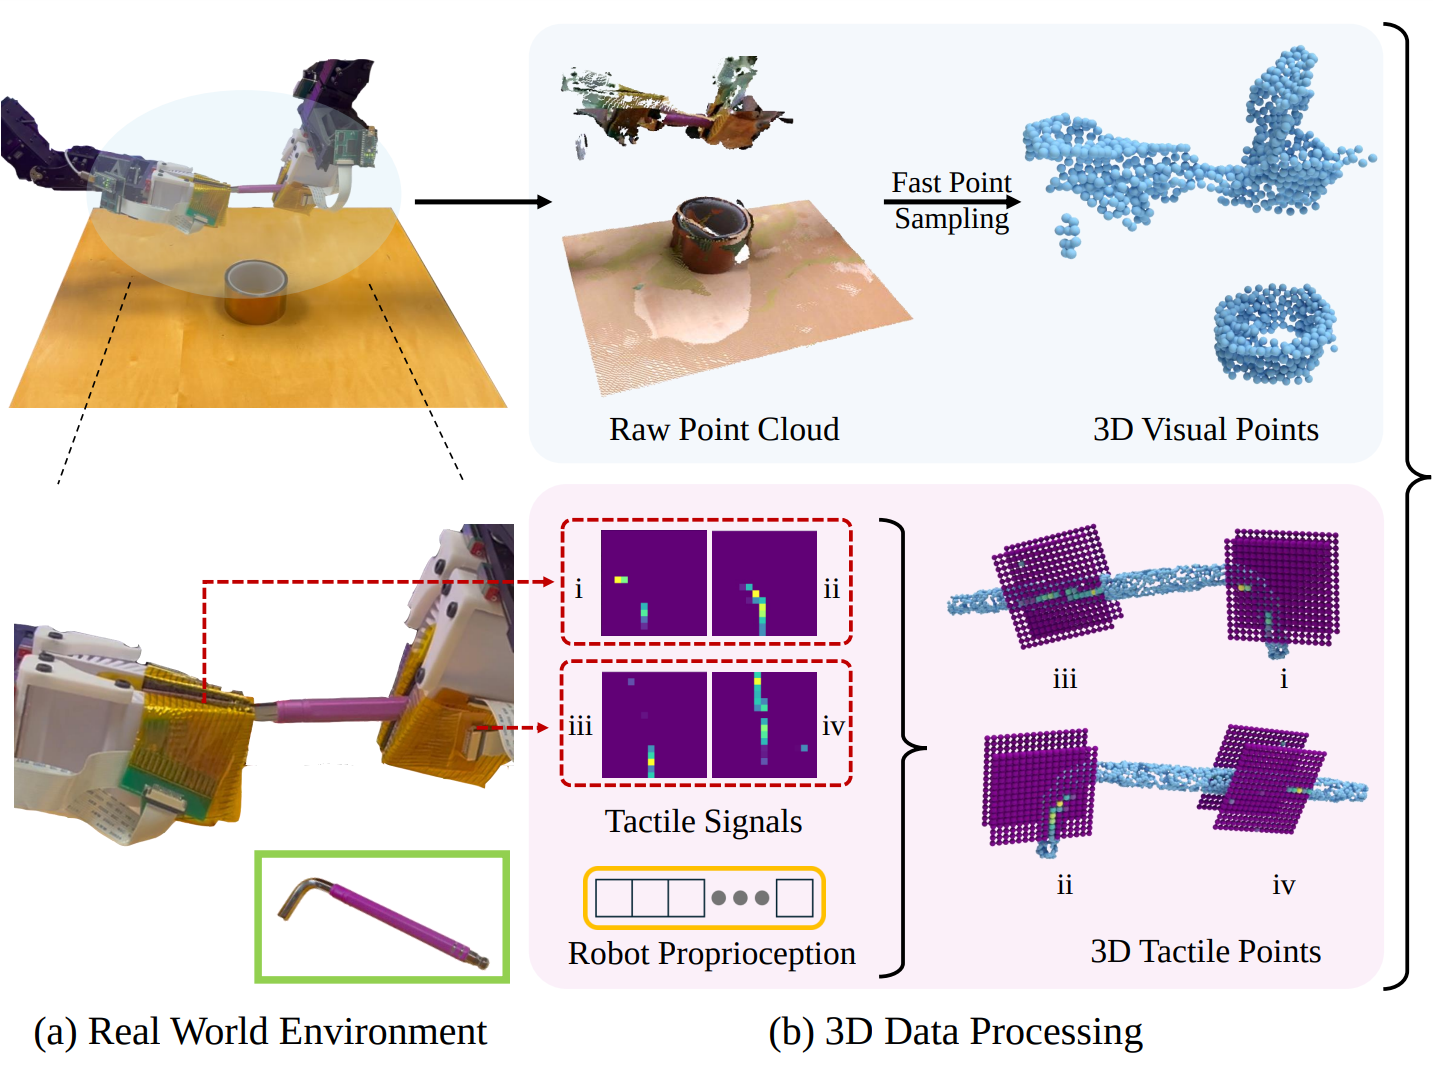 Fast Point
Sampling
Raw Point Cloud
3D Visual Points
i
ii
iii
iv
Tactile Signals
Robot Proprioception
iii
i
ii
iv
3D Tactile Points
(a) Real World Environment
(b) 3D Data Processing